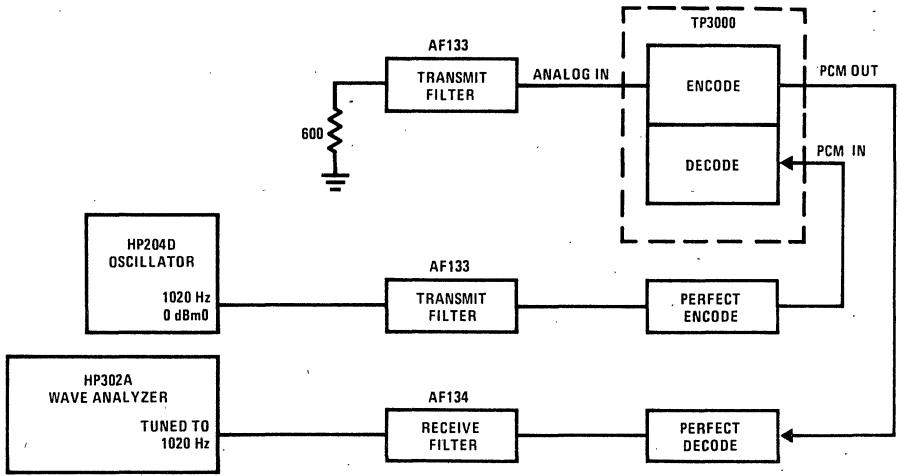 TP3000
AF133
TRANSMIT
FILTER
ANALOG IN
ENCODE
PCM OUT
600
DECODE
PCM IN
HP204D
OSCILLATOR
1020 Hz
0 dBm0
AF133
TRANSMIT
FILTER
PERFECT
ENCODE
HP302A
WAVE ANALYZER
TUNED TO
1020 Hz
AF134
RECEIVE
FILTER
PERFECT
DECODE